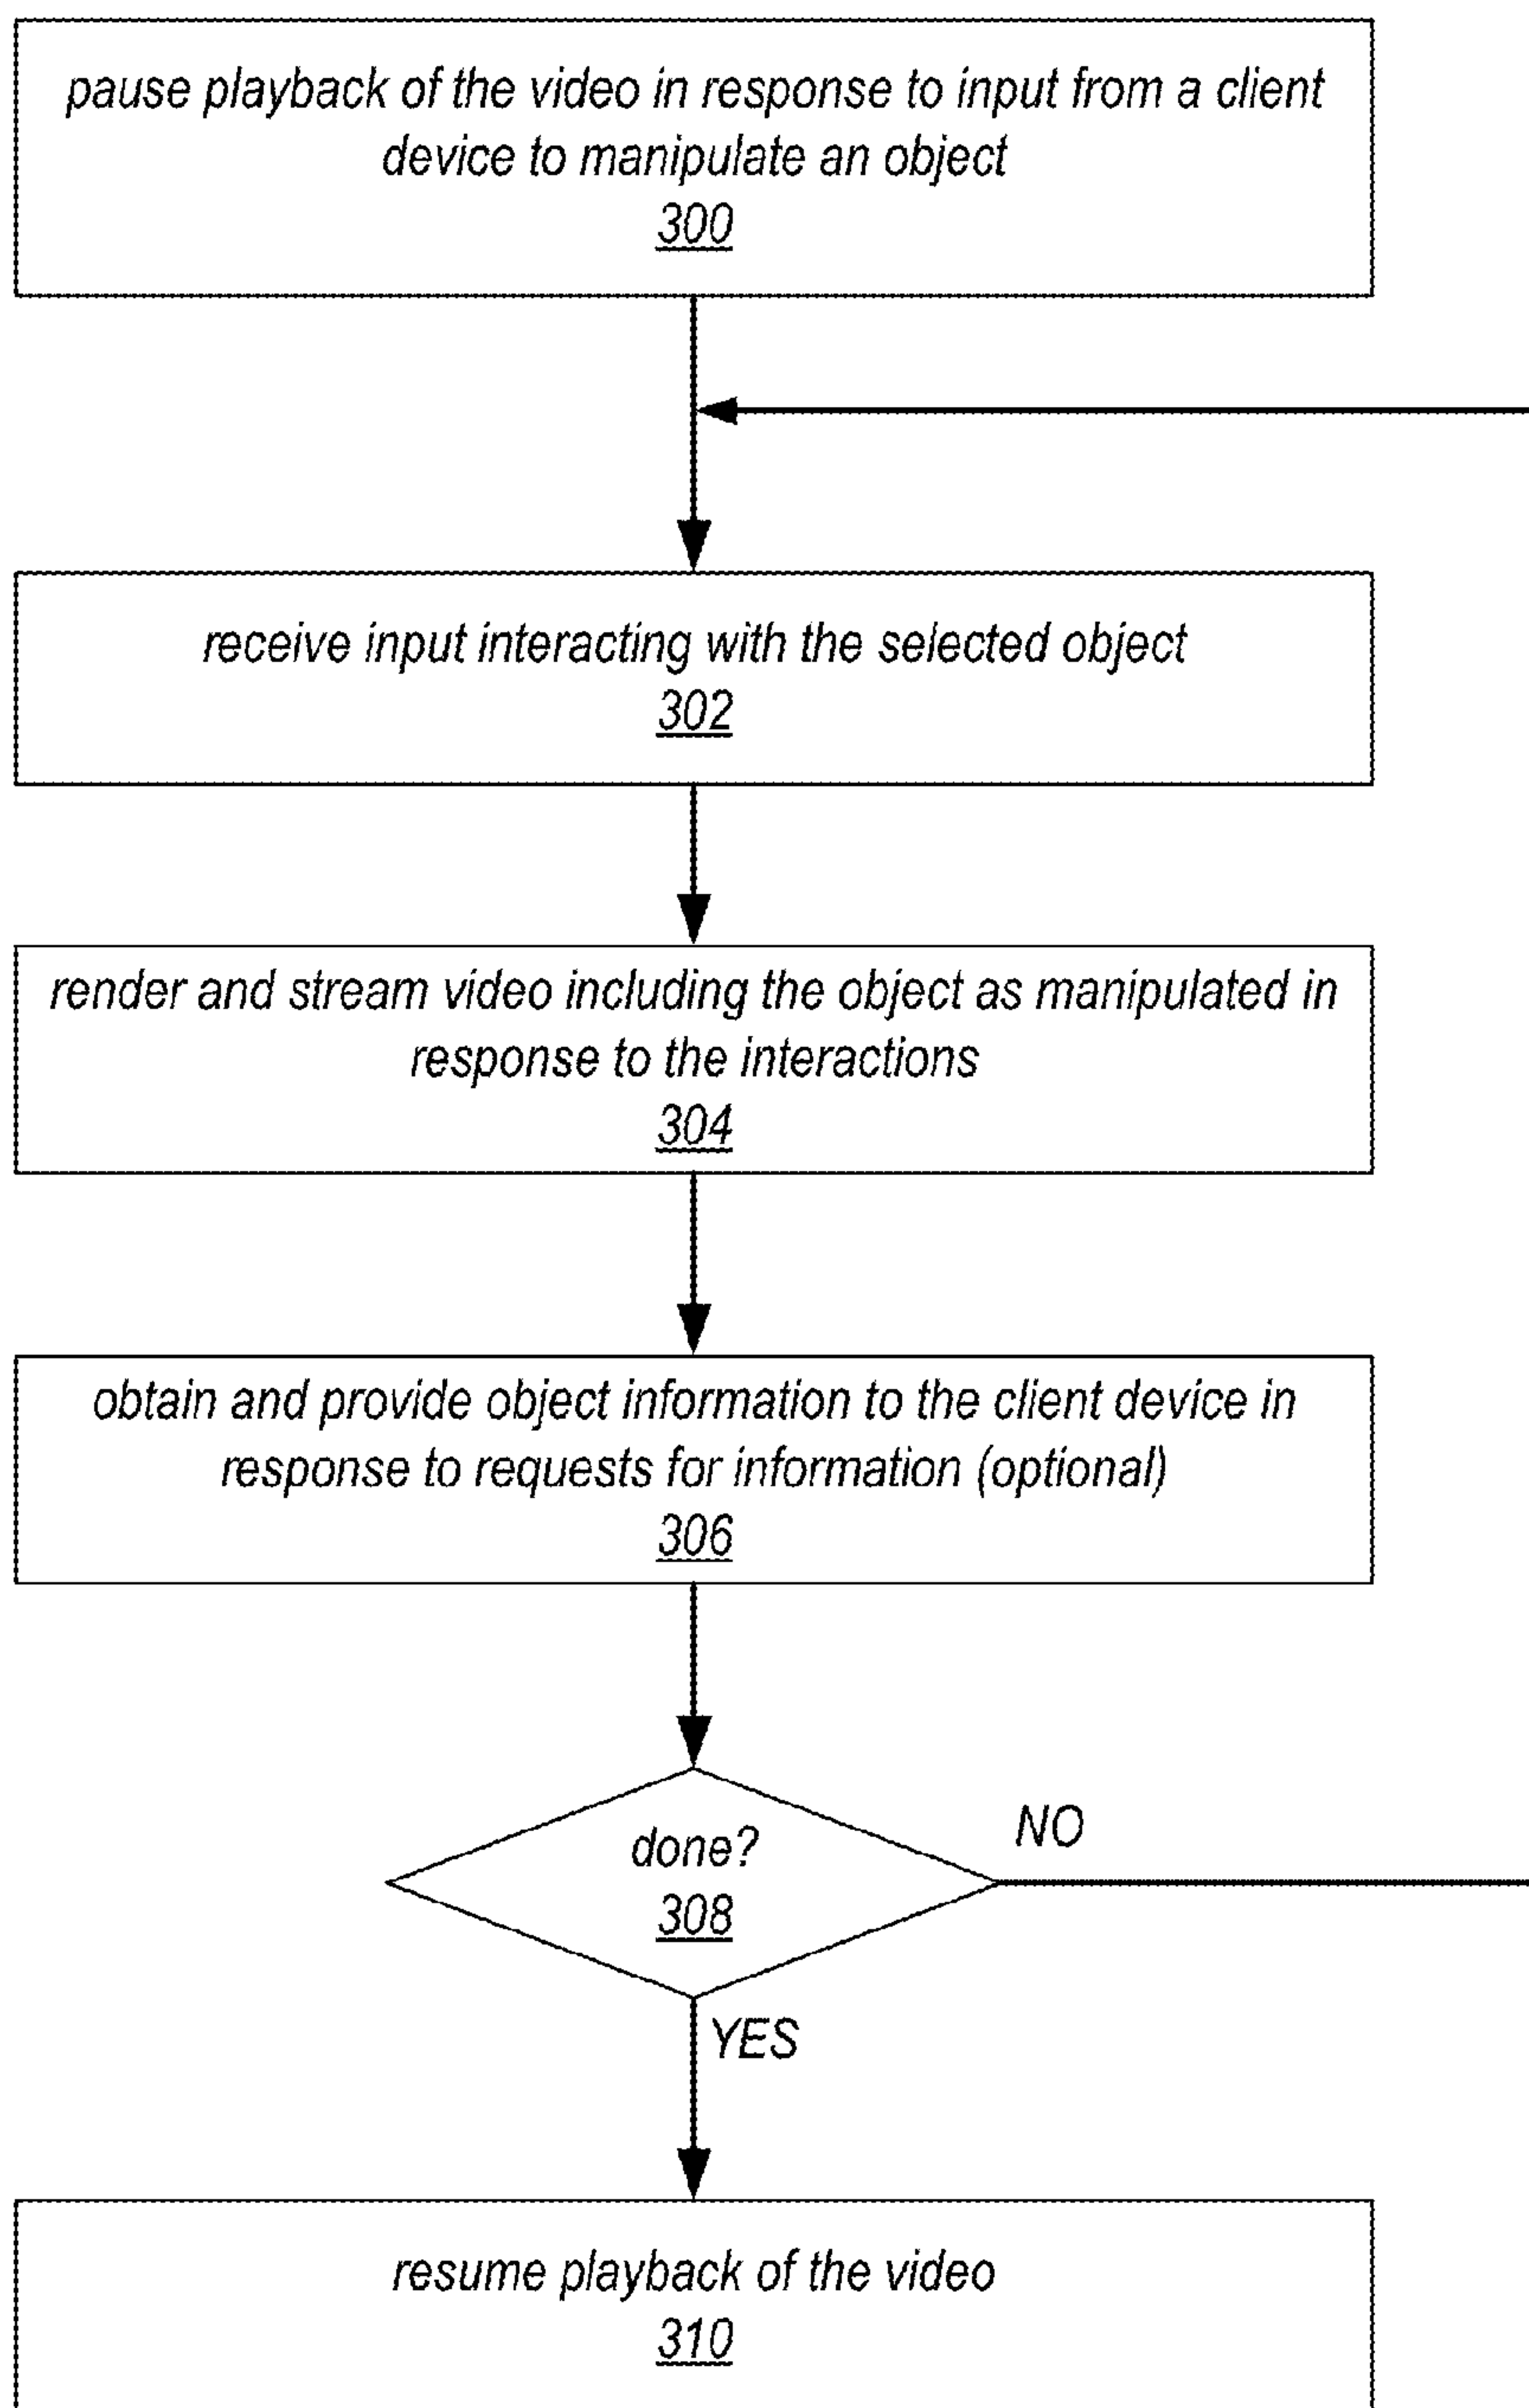 pause playback of the video in response to input from a client
device to manipulate an object
300
receive input interacting with the selected object
302
render and stream video including the object as manipulated in
response to the interactions
304
obtain and provide object information to the client device in
response to requests for information (optional)
306
done?
308
NO
YES
resume playback of the video
310